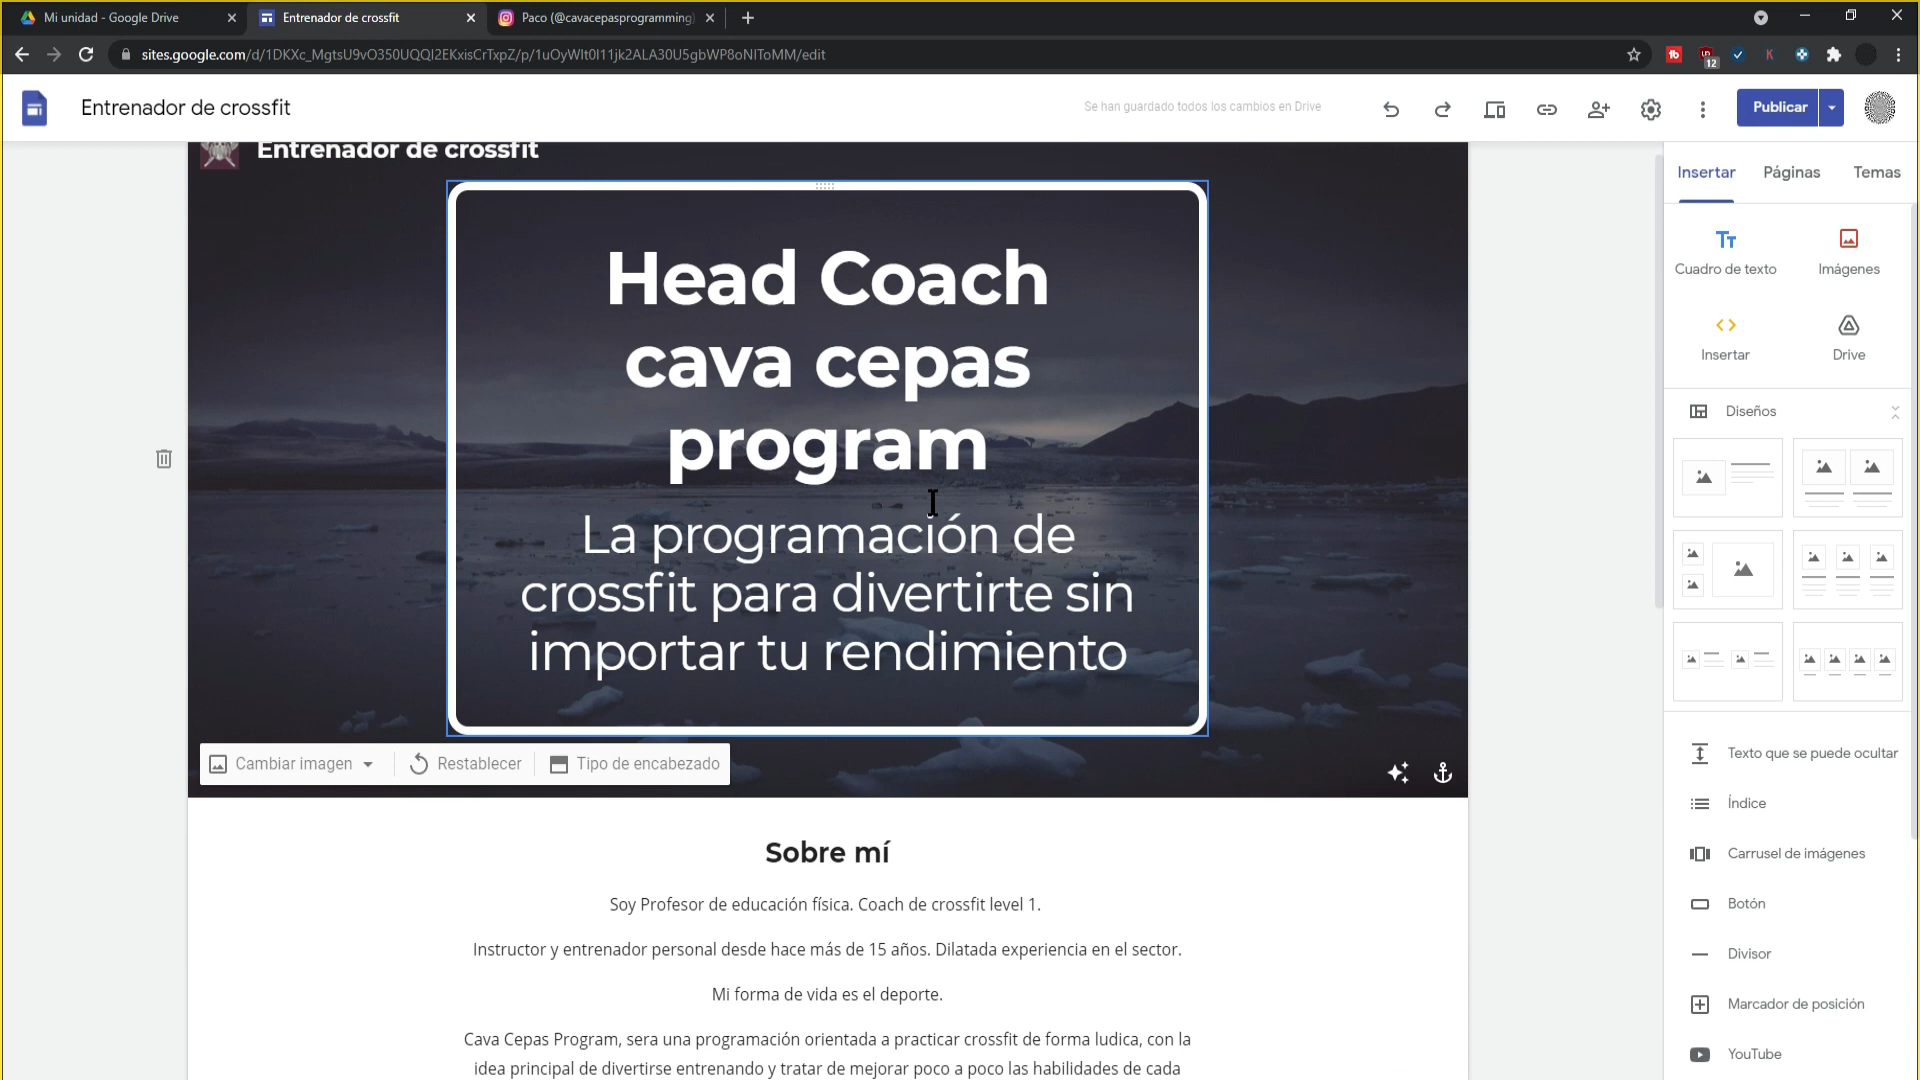 Mi unidad - Google Drive
Entrenador de crossfit
Paco (@cavacepasprogramming)
sites.google.com/d/1DKXc_MgtsU9vO350UQQI2EKxisCrTxpZ/p/1uOyWIt0I11jk2ALA30U5gbWP8oNIToMM/edit
12
Entrenador de crossfit
Se han guardado todos los cambios en Drive
Publicar
Entrenador de crossfit
Head Coach
cava cepas
program
La programación de
crossfit para divertirte sin
importar tu rendimiento
Cambiar imagen
Restablecer
Tipo de encabezado
Sobre mí
Soy Profesor de educación física. Coach de crossfit level 1.
Instructor y entrenador personal desde hace más de 15 años. Dilatada experiencia en el sector.
Mi forma de vida es el deporte.
Cava Cepas Program, sera una programación orientada a practicar crossfit de forma ludica, con la
idea principal de divertirse entrenando y tratar de mejorar poco a poco las habilidades de cada
Insertar
Páginas
Temas
Tт
Cuadro de texto
Imágenes
Insertar
Drive
Diseños
Texto que se puede ocultar
Índice
Carrusel de imágenes
Botón
Divisor
Marcador de posición
YouTube